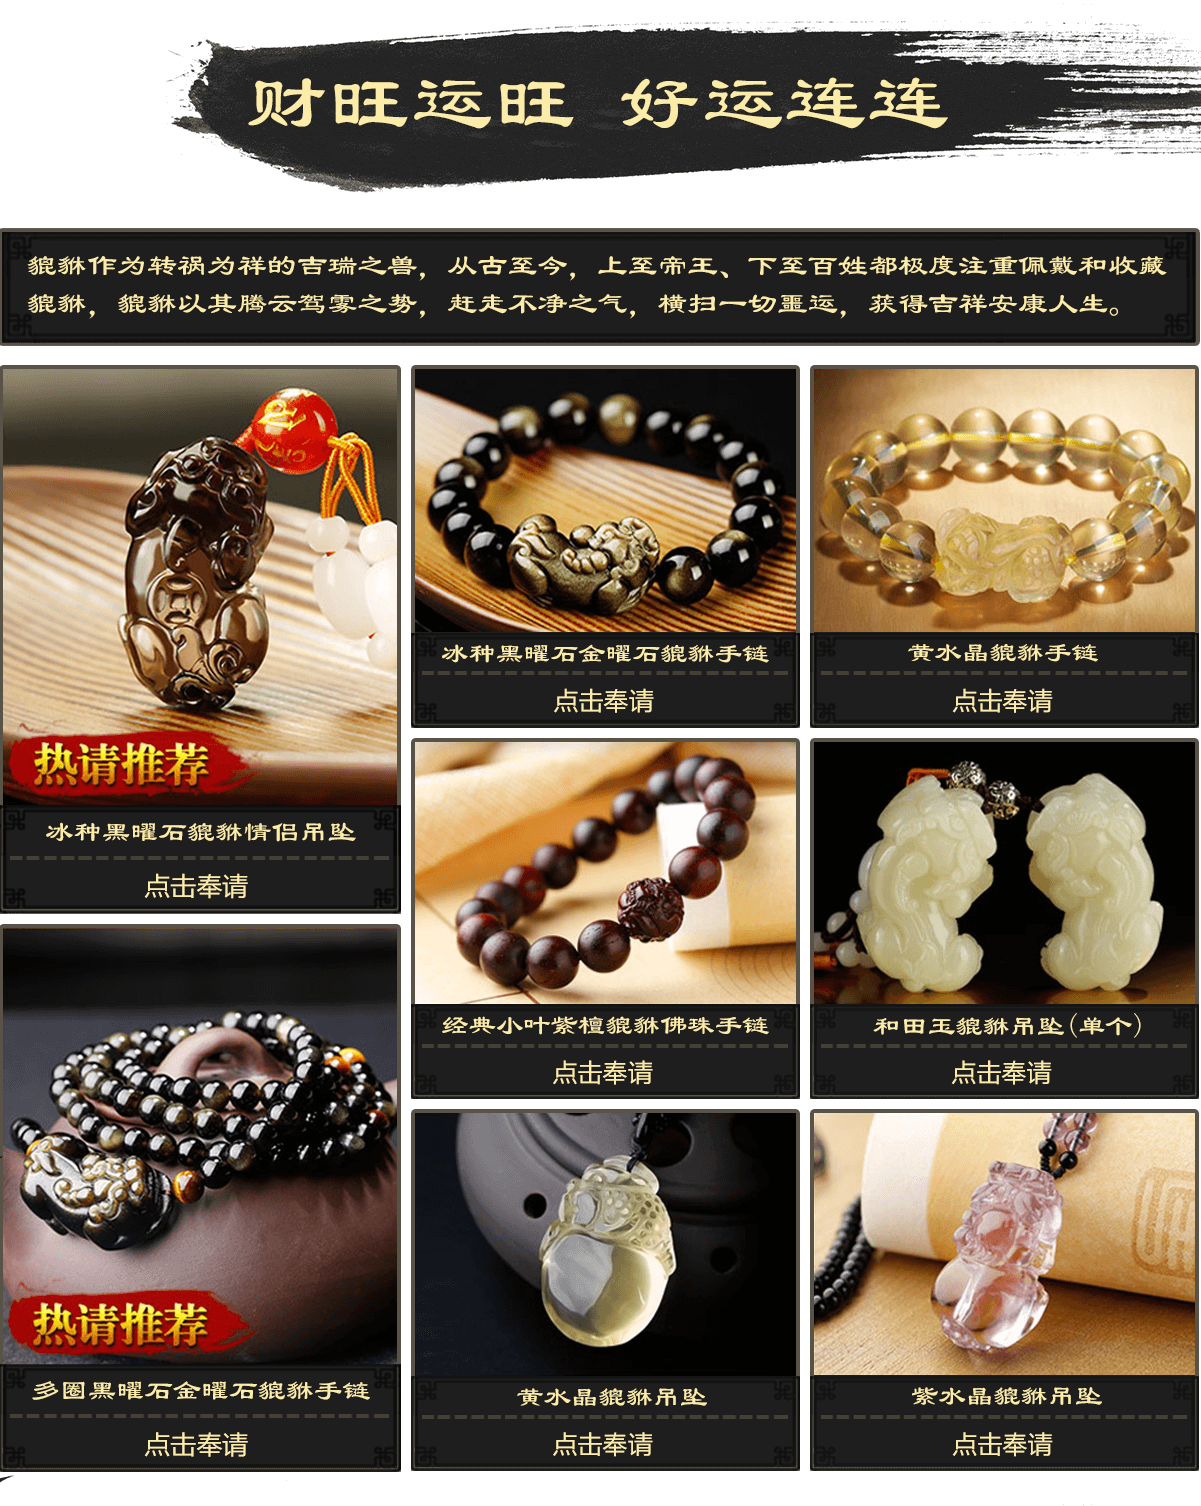 财旺运旺 好运连连
貔貅作为转祸为祥的吉瑞之兽，从古至今，上至帝王、下至百姓都极度注重佩戴和收藏
貔貅，貔貅以其腾云驾雾之势，赶走不净之气，横扫一切噩运，获得吉祥安康人生。
热请推荐
冰种黑曜石貔貅情侣吊坠
点击奉请
冰种黑曜石金曜石貔貅手链
点击奉请
黄水晶貔貅手链
点击奉请
经典小叶紫檀貔貅佛珠手链
点击奉请
和田玉貔貅吊坠(单个)
点击奉请
热请推荐
多圈黑曜石金曜石貔貅手链
点击奉请
黄水晶貔貅吊坠
点击奉请
紫水晶貔貅吊坠
点击奉请